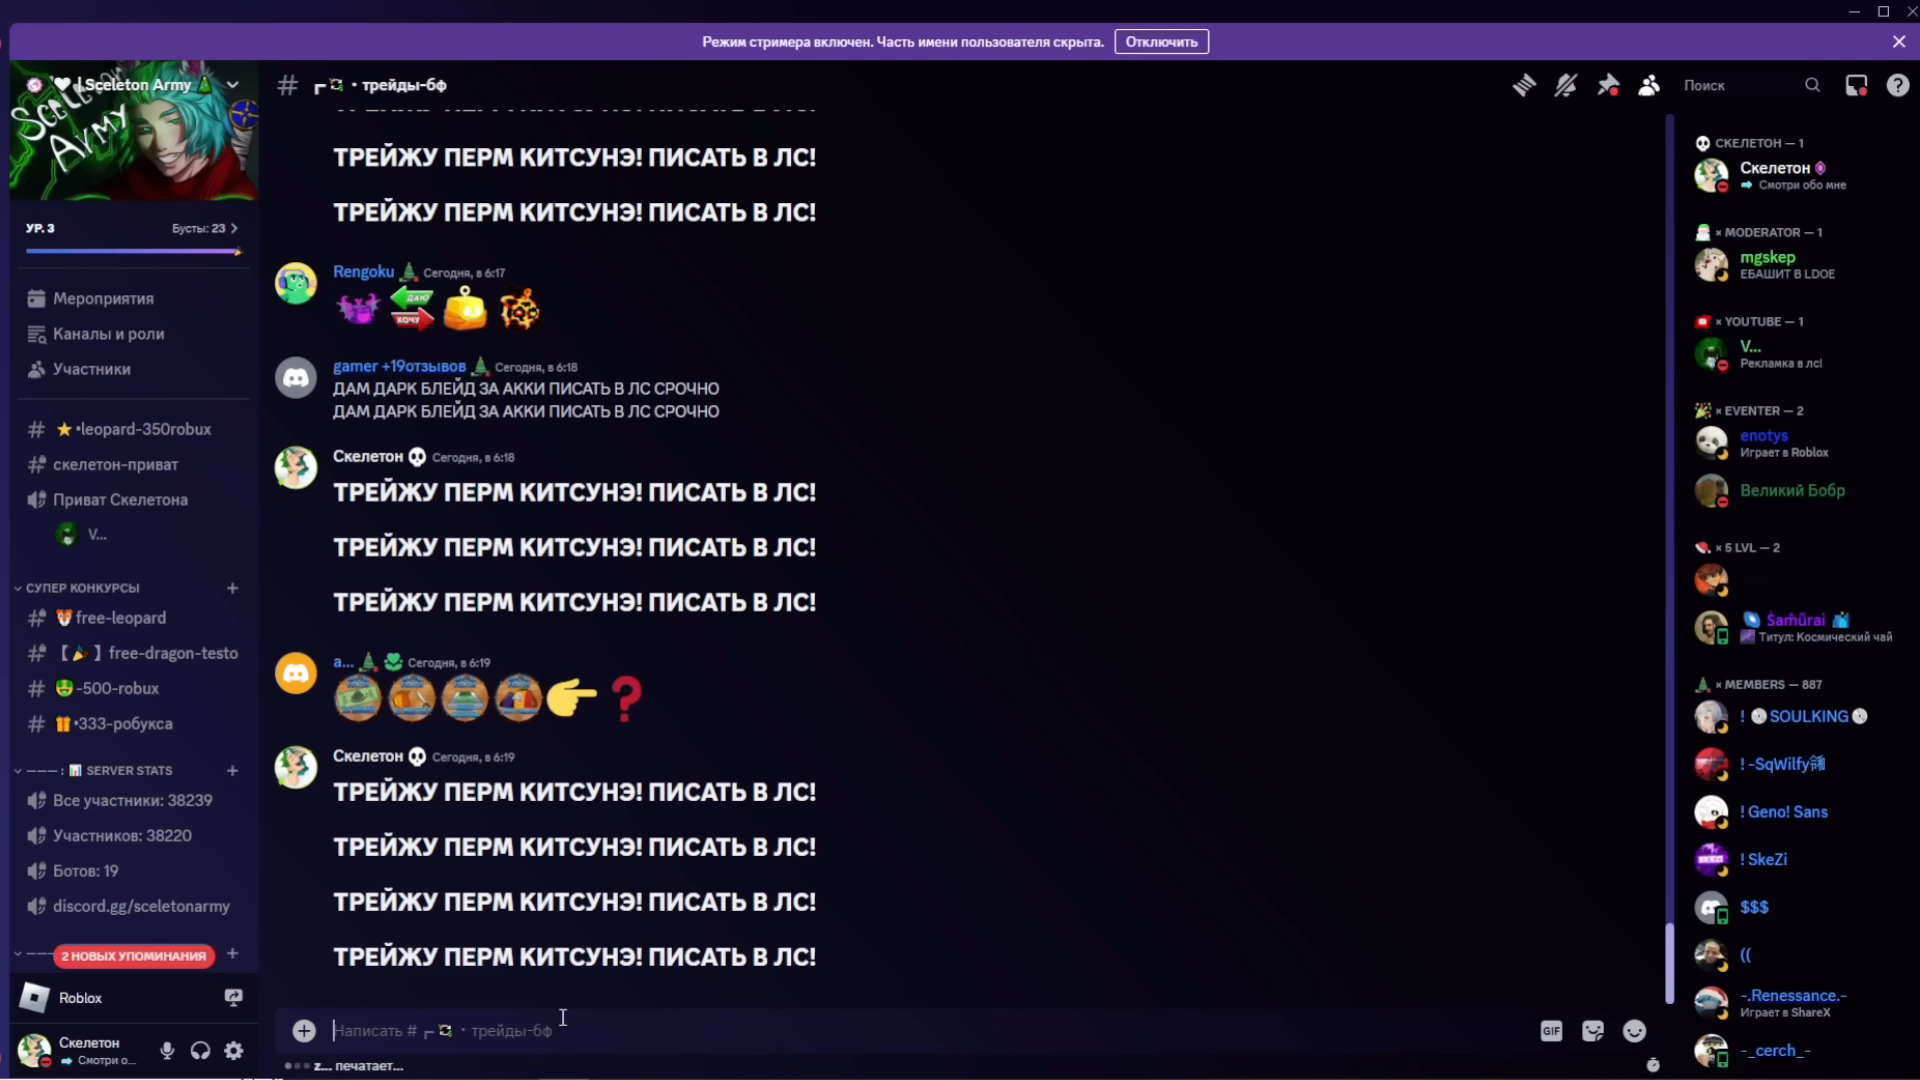 Режим стримера включен. Часть имени пользователя скрыта.
Отключить
Sceleton Army
SCELETON ARMY
УР. 3
Бусты: 23
Мероприятия
Каналы и роли
Участники
•leopard-350robux
скелетон-приват
Приват Скелетона
V...
СУПЕР КОНКУРСЫ
free-leopard
【 】 free-dragon-testo
-500-robux
•333-робукса
——— : SERVER STATS
Все участники: 38239
Участников: 38220
Ботов: 19
discord.gg/sceletonarmy
2 НОВЫХ УПОМИНАНИЯ
Roblox
Скелетон
Смотри о...
# ┏ • трейды-бф
ТРЕЙЖУ ПЕРМ КИТСУНЭ! ПИСАТЬ В ЛС!
ТРЕЙЖУ ПЕРМ КИТСУНЭ! ПИСАТЬ В ЛС!
Rengoku Сегодня, в 6:17
ДАЮ
ХОЧУ
gamer +19отзывов Сегодня, в 6:18
ДАМ ДАРК БЛЕЙД ЗА АККИ ПИСАТЬ В ЛС СРОЧНО
ДАМ ДАРК БЛЕЙД ЗА АККИ ПИСАТЬ В ЛС СРОЧНО
Скелетон Сегодня, в 6:18
ТРЕЙЖУ ПЕРМ КИТСУНЭ! ПИСАТЬ В ЛС!
ТРЕЙЖУ ПЕРМ КИТСУНЭ! ПИСАТЬ В ЛС!
ТРЕЙЖУ ПЕРМ КИТСУНЭ! ПИСАТЬ В ЛС!
a... Сегодня, в 6:19
Скелетон Сегодня, в 6:19
ТРЕЙЖУ ПЕРМ КИТСУНЭ! ПИСАТЬ В ЛС!
ТРЕЙЖУ ПЕРМ КИТСУНЭ! ПИСАТЬ В ЛС!
ТРЕЙЖУ ПЕРМ КИТСУНЭ! ПИСАТЬ В ЛС!
ТРЕЙЖУ ПЕРМ КИТСУНЭ! ПИСАТЬ В ЛС!
Написать # ┏ • трейды-бф
GIF
z... печатает...
Поиск
СКЕЛЕТОН — 1
Скелетон
Смотри обо мне
× MODERATOR — 1
mgskep
ЕБАШИТ В LDOE
× YOUTUBE — 1
V...
Рекламка в лс!
× EVENTER — 2
enotys
Играет в Roblox
Великий Бобр
× 5 LVL — 2
Šamûrai
Титул: Космический чай
× MEMBERS — 887
! SOULKING
! -SqWilfy
! Geno! Sans
! SkeZi
$$$
((
-.Renessance.-
Играет в ShareX
-_cerch_-